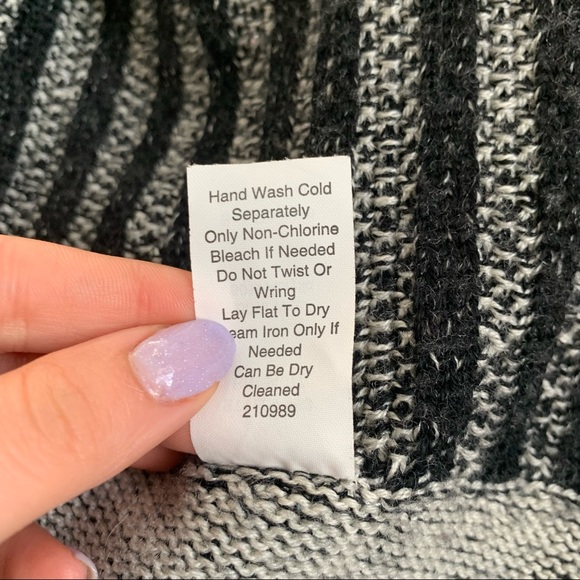 Hand Wash Cold
Separately
Only Non-Chlorine
Bleach If Needed
Do Not Twist Or
Wring
Lay Flat To Dry
eam Iron Only If
Needed
Can Be Dry
Cleaned
210989